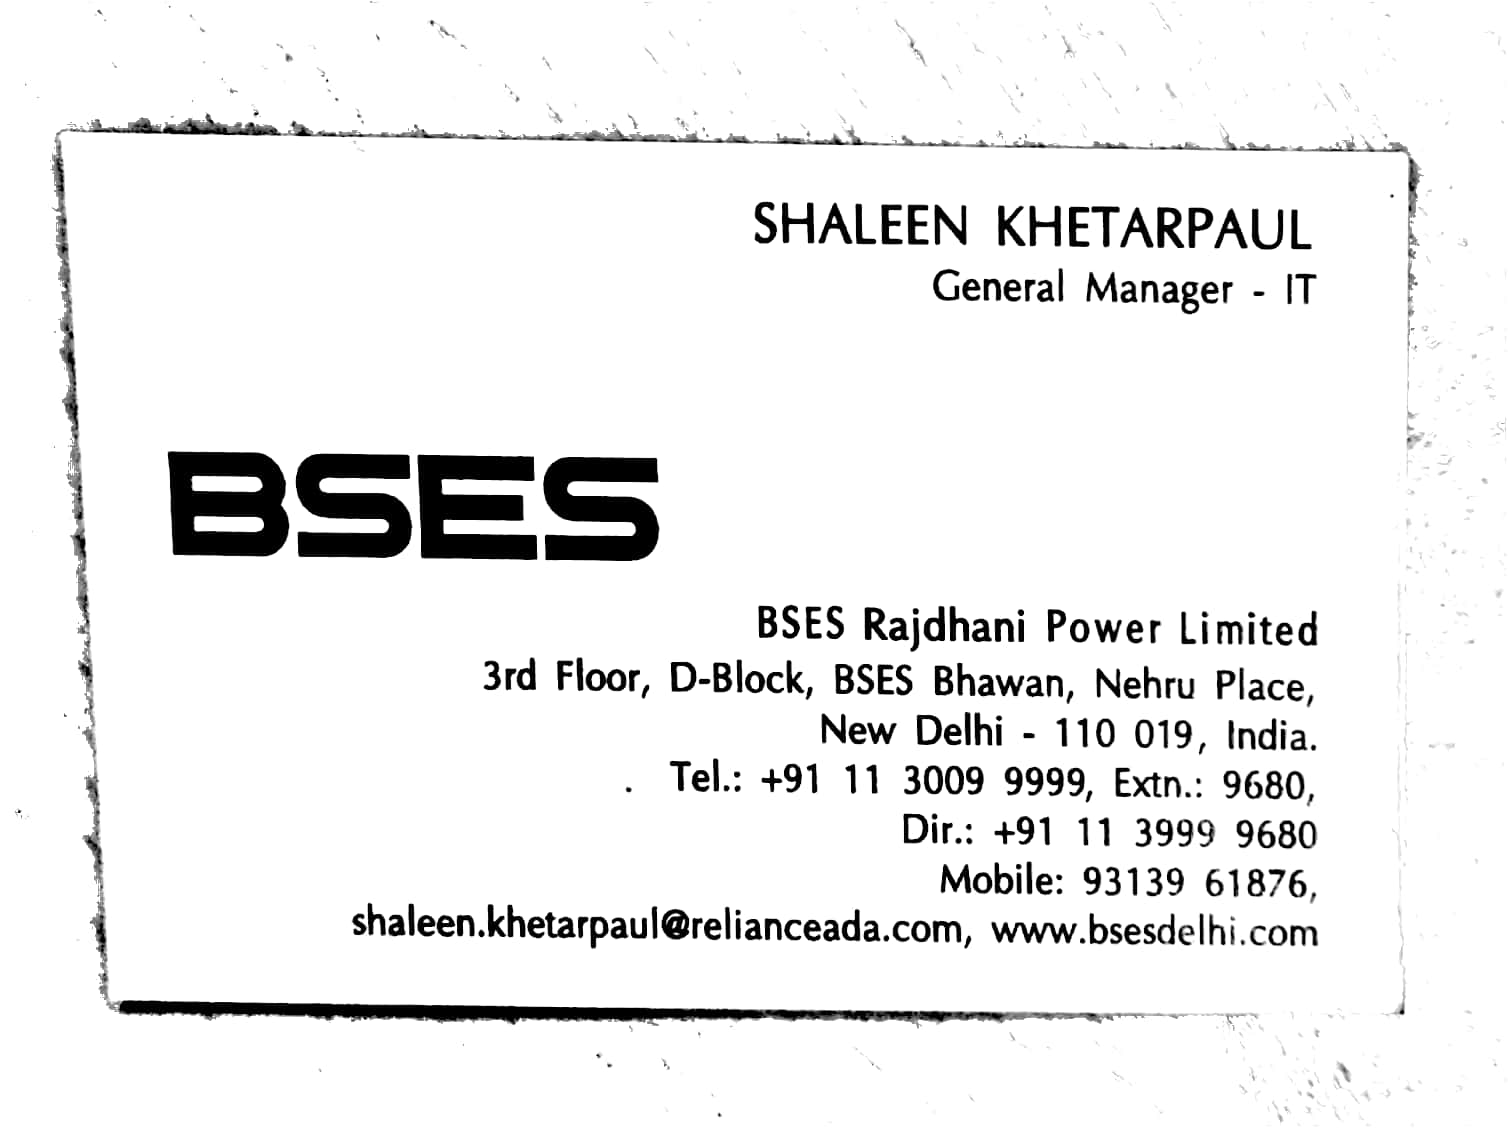 SHALEEN KHETARPAUL
General Manager - IT
BSES
BSES Rajdhani Power Limited
3rd Floor, D-Block, BSES Bhawan, Nehru Place,
New Delhi - 110 019, India.
Tel.: +91 11 3009 9999, Extn.: 9680,
Dir.: +91 11 3999 9680
Mobile: 93139 61876,
shaleen.khetarpaul@relianceada.com, www.bsesdelhi.com